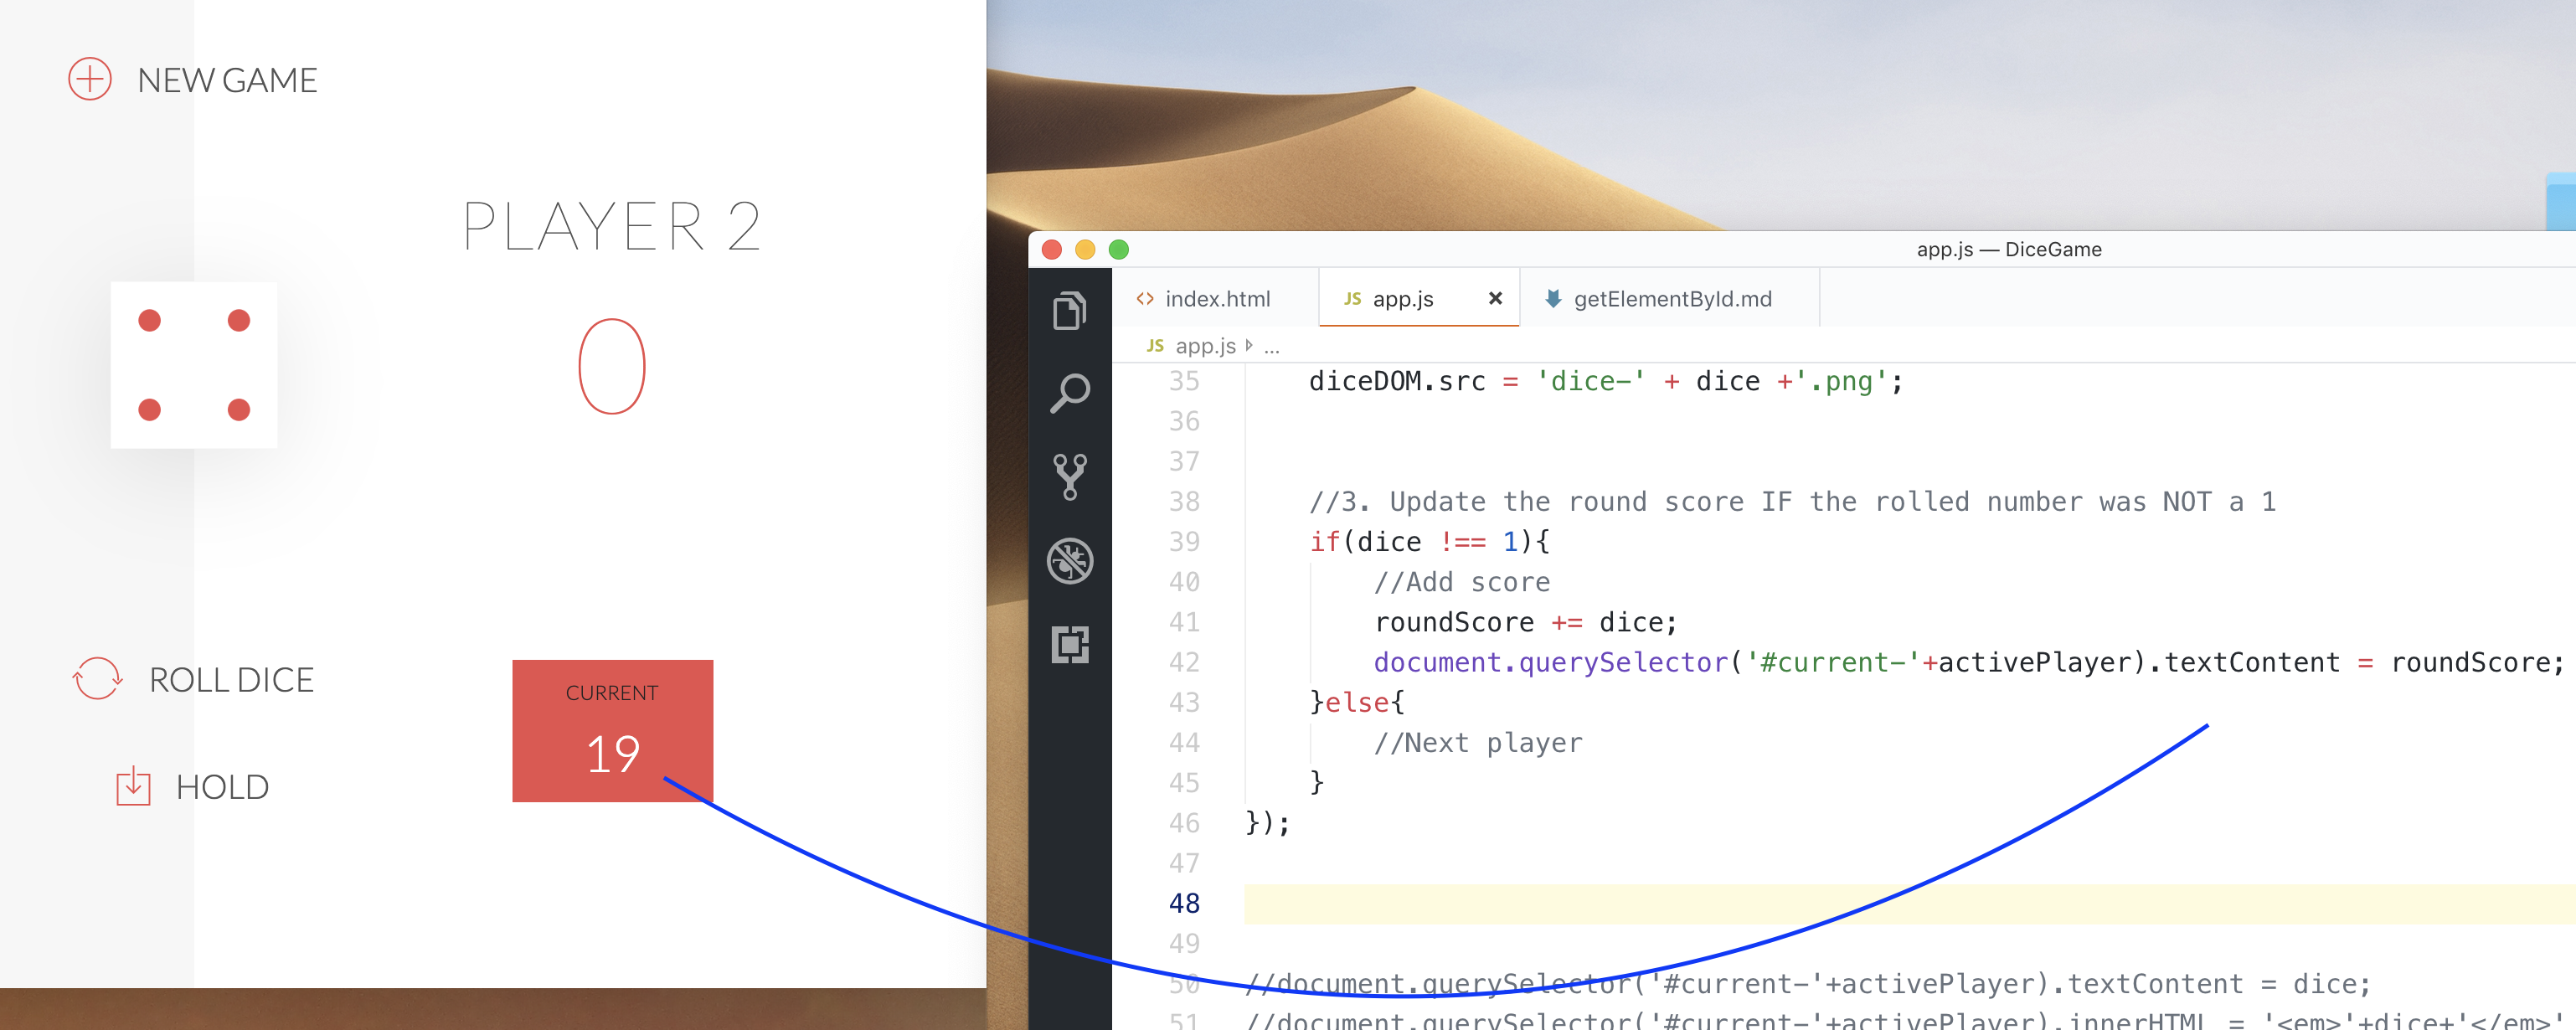 NEW GAME
PLAYER 2
0
ROLL DICE
HOLD
CURRENT
19
app.js — DiceGame
<> index.html
JS app.js ×
getElementById.md
JS app.js ▹ ...
35 diceDOM.src = 'dice-' + dice +'.png';
36
37
38 //3. Update the round score IF the rolled number was NOT a 1
39 if(dice !== 1){
40 //Add score
41 roundScore += dice;
42 document.querySelector('#current-'+activePlayer).textContent = roundScore;
43 }else{
44 //Next player
45 }
46 });
47
48
49
50 //document.querySelector('#current-'+activePlayer).textContent = dice;
51 //document.querySelector('#current-'+activePlayer).innerHTML = '<em>'+dice+'</em>'